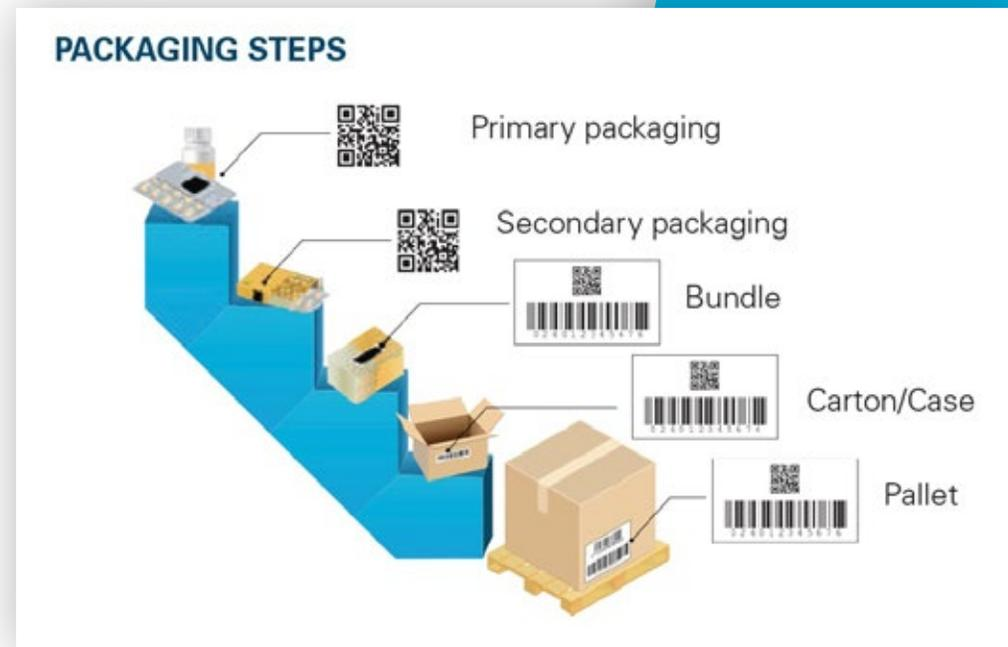 PACKAGING STEPS
Primary packaging
Secondary packaging
Bundle
Carton/Case
Pallet